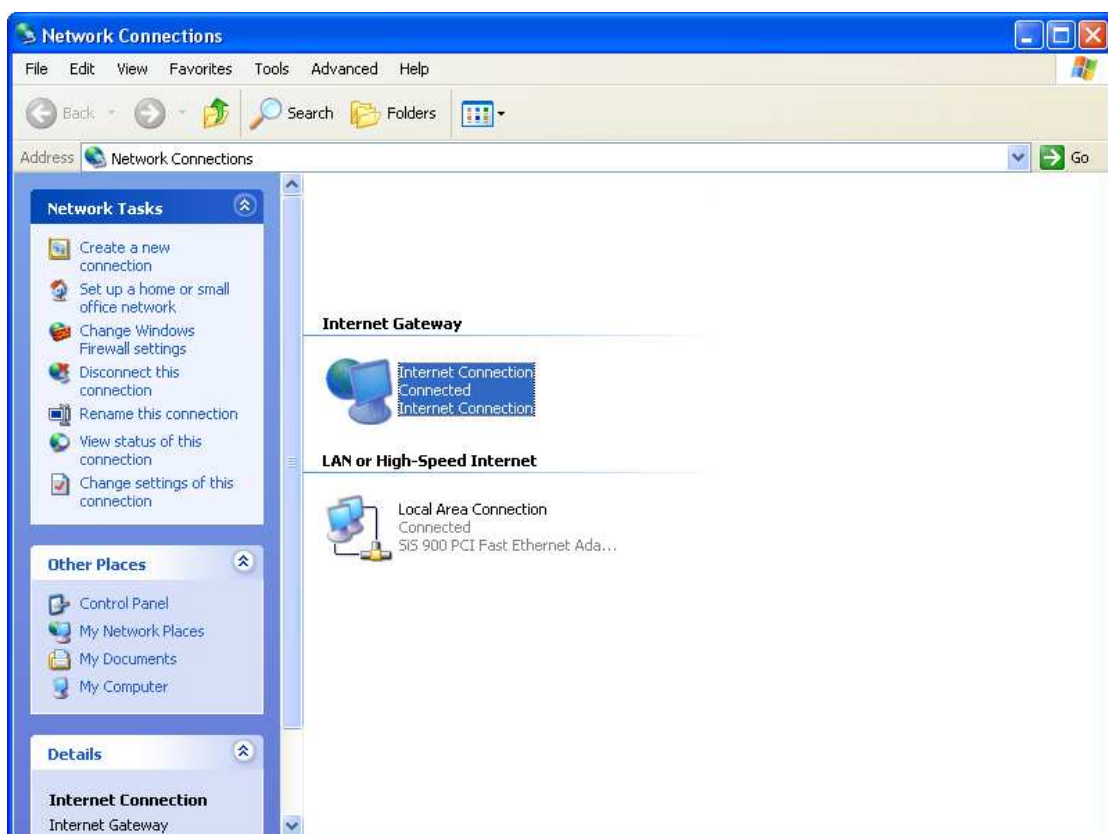 Network Connections
File Edit View Favorites Tools Advanced Help
Back Search Folders
Address Network Connections Go
Network Tasks
Create a new
connection
Set up a home or small
office network
Change Windows
Firewall settings
Disconnect this
connection
Rename this connection
View status of this
connection
Change settings of this
connection
Other Places
Control Panel
My Network Places
My Documents
My Computer
Details
Internet Connection
Internet Gateway
Internet Gateway
Internet Connection
Connected
Internet Connection
LAN or High-Speed Internet
Local Area Connection
Connected
SiS 900 PCI Fast Ethernet Ada...